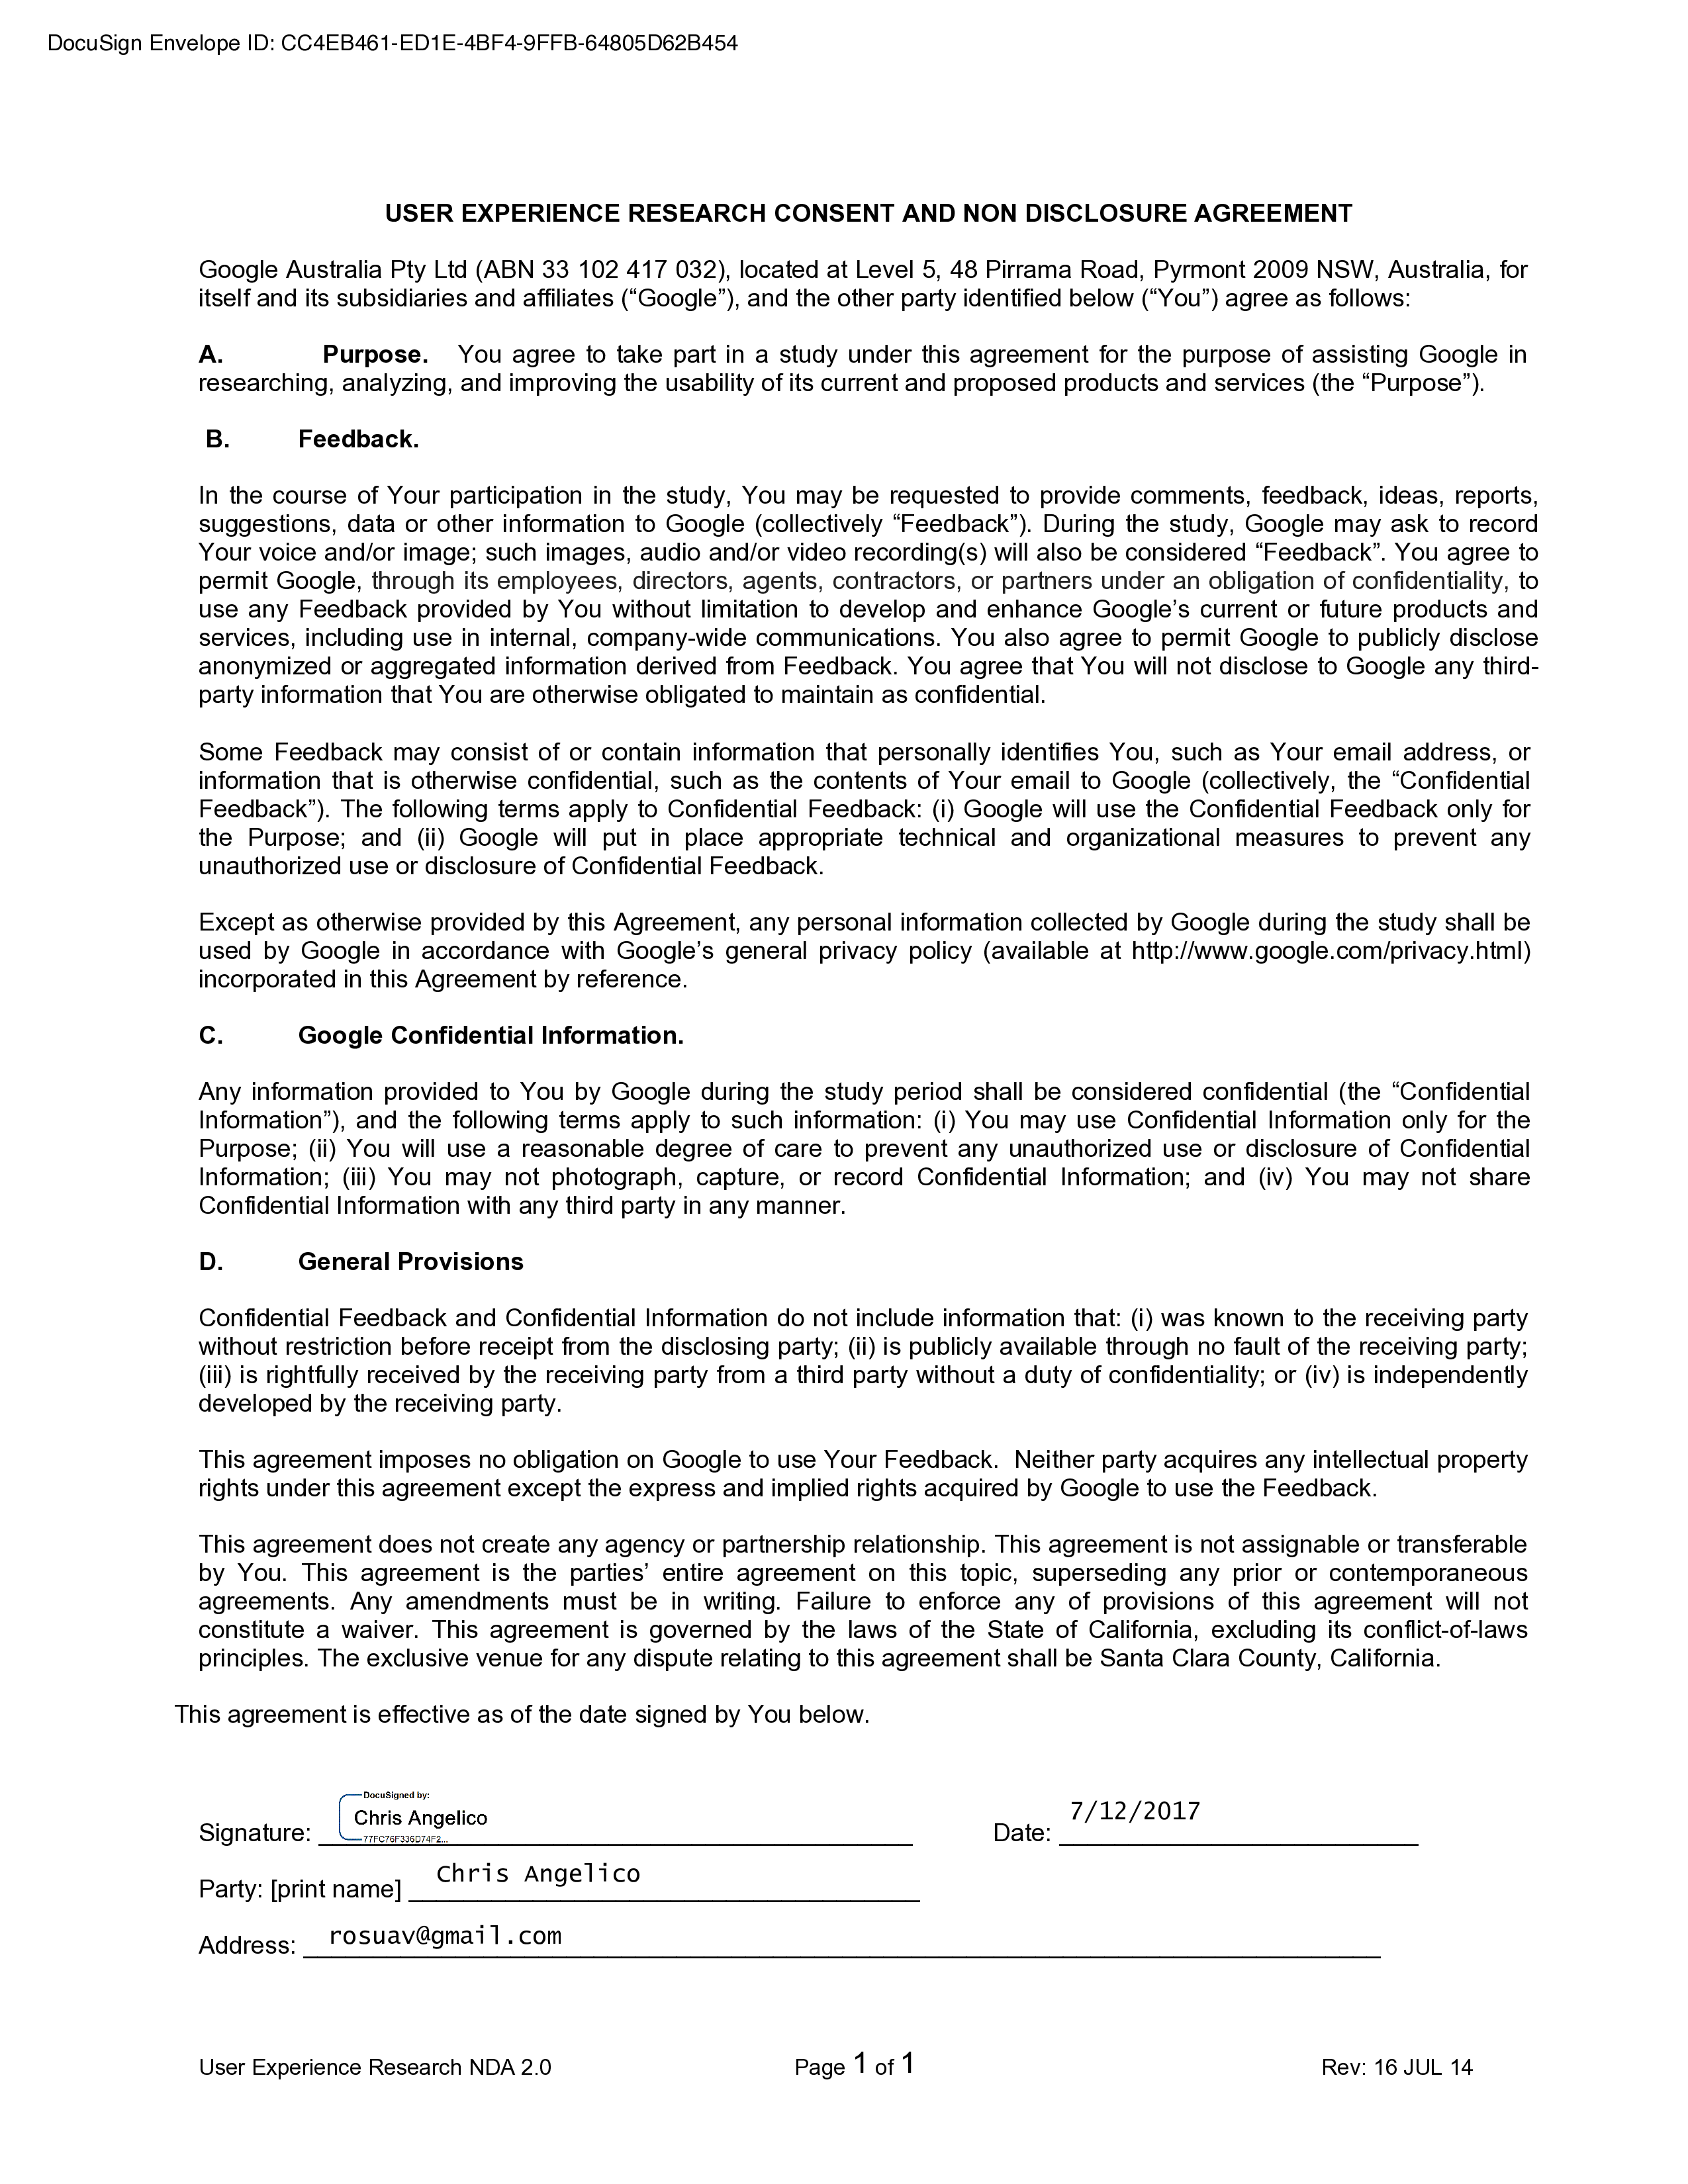 DocuSign Envelope ID: CC4EB461-ED1E-4BF4-9FFB-64805D62B454
USER EXPERIENCE RESEARCH CONSENT AND NON DISCLOSURE AGREEMENT
Google Australia Pty Ltd (ABN 33 102 417 032), located at Level 5, 48 Pirrama Road, Pyrmont 2009 NSW, Australia, for
itself and its subsidiaries and affiliates (“Google”), and the other party identified below (“You”) agree as follows:
A. Purpose. You agree to take part in a study under this agreement for the purpose of assisting Google in
researching, analyzing, and improving the usability of its current and proposed products and services (the “Purpose”).
B. Feedback.
In the course of Your participation in the study, You may be requested to provide comments, feedback, ideas, reports,
suggestions, data or other information to Google (collectively “Feedback”). During the study, Google may ask to record
Your voice and/or image; such images, audio and/or video recording(s) will also be considered “Feedback”. You agree to
permit Google, through its employees, directors, agents, contractors, or partners under an obligation of confidentiality, to
use any Feedback provided by You without limitation to develop and enhance Google’s current or future products and
services, including use in internal, company-wide communications. You also agree to permit Google to publicly disclose
anonymized or aggregated information derived from Feedback. You agree that You will not disclose to Google any third-
party information that You are otherwise obligated to maintain as confidential.
Some Feedback may consist of or contain information that personally identifies You, such as Your email address, or
information that is otherwise confidential, such as the contents of Your email to Google (collectively, the “Confidential
Feedback”). The following terms apply to Confidential Feedback: (i) Google will use the Confidential Feedback only for
the Purpose; and (ii) Google will put in place appropriate technical and organizational measures to prevent any
unauthorized use or disclosure of Confidential Feedback.
Except as otherwise provided by this Agreement, any personal information collected by Google during the study shall be
used by Google in accordance with Google’s general privacy policy (available at http://www.google.com/privacy.html)
incorporated in this Agreement by reference.
C. Google Confidential Information.
Any information provided to You by Google during the study period shall be considered confidential (the “Confidential
Information”), and the following terms apply to such information: (i) You may use Confidential Information only for the
Purpose; (ii) You will use a reasonable degree of care to prevent any unauthorized use or disclosure of Confidential
Information; (iii) You may not photograph, capture, or record Confidential Information; and (iv) You may not share
Confidential Information with any third party in any manner.
D. General Provisions
Confidential Feedback and Confidential Information do not include information that: (i) was known to the receiving party
without restriction before receipt from the disclosing party; (ii) is publicly available through no fault of the receiving party;
(iii) is rightfully received by the receiving party from a third party without a duty of confidentiality; or (iv) is independently
developed by the receiving party.
This agreement imposes no obligation on Google to use Your Feedback. Neither party acquires any intellectual property
rights under this agreement except the express and implied rights acquired by Google to use the Feedback.
This agreement does not create any agency or partnership relationship. This agreement is not assignable or transferable
by You. This agreement is the parties’ entire agreement on this topic, superseding any prior or contemporaneous
agreements. Any amendments must be in writing. Failure to enforce any of provisions of this agreement will not
constitute a waiver. This agreement is governed by the laws of the State of California, excluding its conflict-of-laws
principles. The exclusive venue for any dispute relating to this agreement shall be Santa Clara County, California.
This agreement is effective as of the date signed by You below.
DocuSigned by:
Signature: Chris Angelico Date: 7/12/2017
77FC76F336D74F2...
Party: [print name] Chris Angelico
Address: rosuav@gmail.com
User Experience Research NDA 2.0 Page 1 of 1 Rev: 16 JUL 14